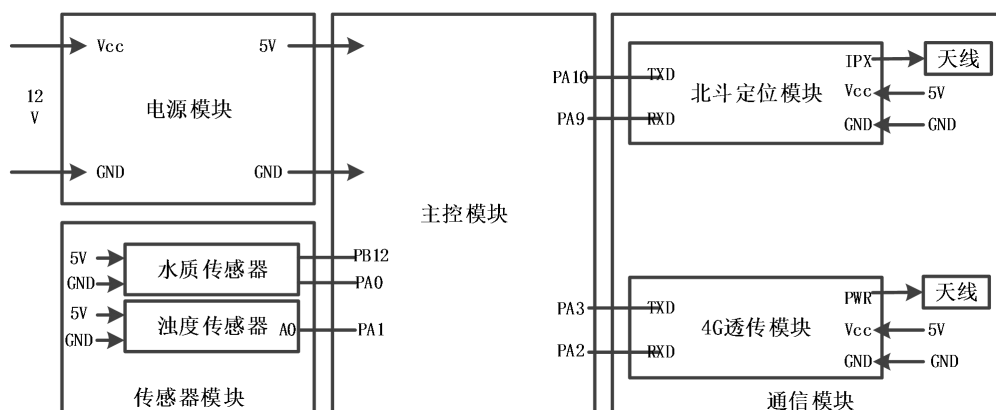 Vcc
5V
12
V
电源模块
GND
GND
主控模块
5V
GND
水质传感器
PB12
PA0
5V
GND
浊度传感器
A0
PA1
传感器模块
PA10
TXD
PA9
RXD
北斗定位模块
IPX
天线
Vcc
5V
GND
GND
PA3
TXD
PA2
RXD
4G透传模块
PWR
天线
Vcc
5V
GND
GND
通信模块